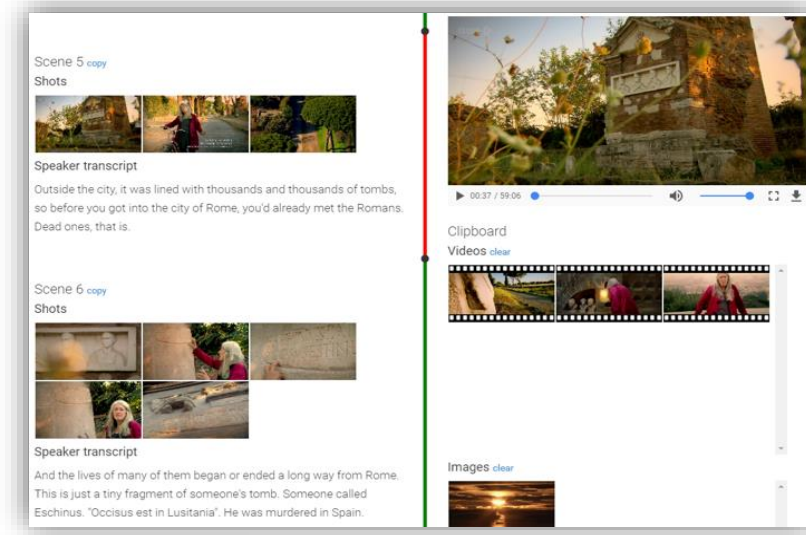 Scene 5 copy
Shots
Speaker transcript
Outside the city, it was lined with thousands and thousands of tombs,
so before you got into the city of Rome, you'd already met the Romans.
Dead ones, that is.
Scene 6 copy
Shots
Speaker transcript
And the lives of many of them began or ended a long way from Rome.
This is just a tiny fragment of someone's tomb. Someone called
Eschinus. "Occisus est in Lusitania". He was murdered in Spain.
00:37 / 59:06
Clipboard
Videos clear
Images clear